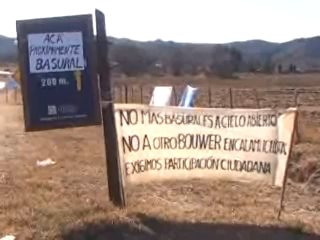 ACA
PROXIMAMENTE
BASURAL
200 m.
NO MAS BASURALES A CIELO ABIERTO
NO A OTRO BOUWER EN CALAMUCHITA
EXIGIMOS PARTICIPACIÓN CIUDADANA